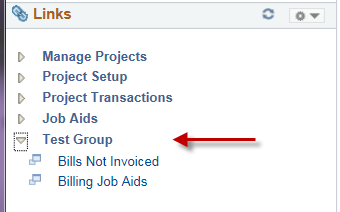 Links
Manage Projects
Project Setup
Project Transactions
Job Aids
Test Group
Bills Not Invoiced
Billing Job Aids